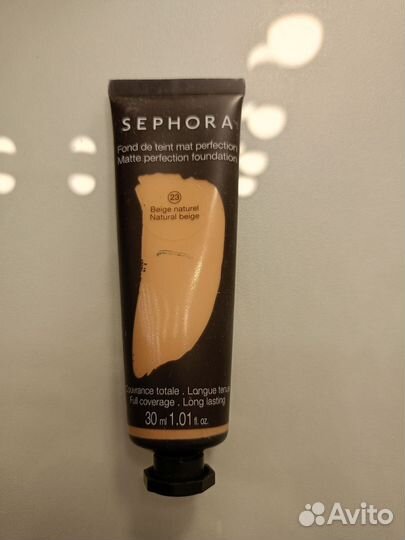 SEPHORA
Fond de teint mat perfection
Matte perfection foundation
23
Beige naturel
Natural beige
Couvrance totale . Longue tenue
Full coverage . Long lasting
30 ml 1.01 fl. oz.
Avito